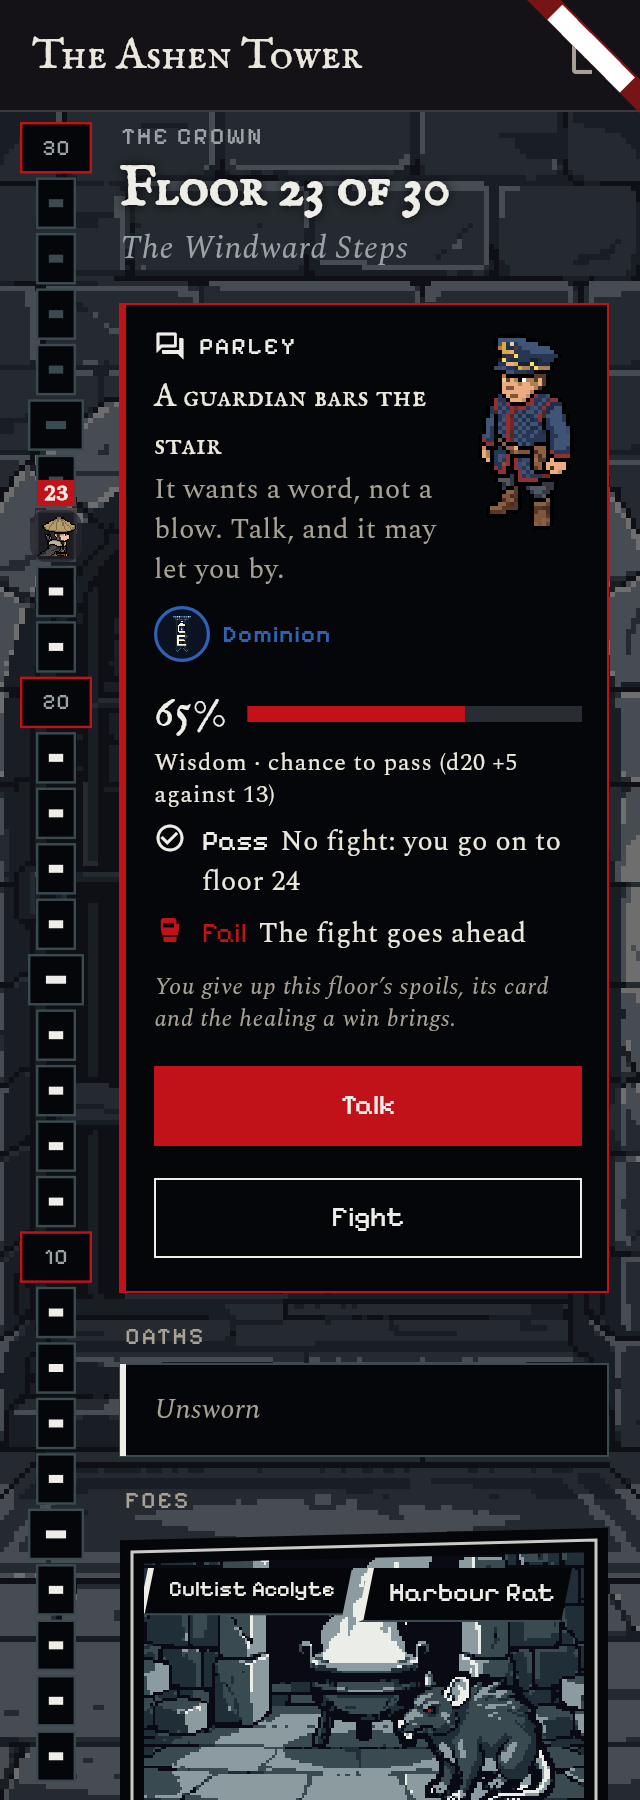 The Ashen Tower
30
THE CROWN
Floor 23 of 30
The Windward Steps
PARLEY
A guardian bars the
stair
It wants a word, not a
blow. Talk, and it may
let you by.
Dominion
23
65%
Wisdom · chance to pass (d20 +5
against 13)
20
Pass No fight: you go on to
floor 24
Fail The fight goes ahead
You give up this floor’s spoils, its card
and the healing a win brings.
Talk
Fight
10
OATHS
Unsworn
FOES
Cultist Acolyte
Harbour Rat